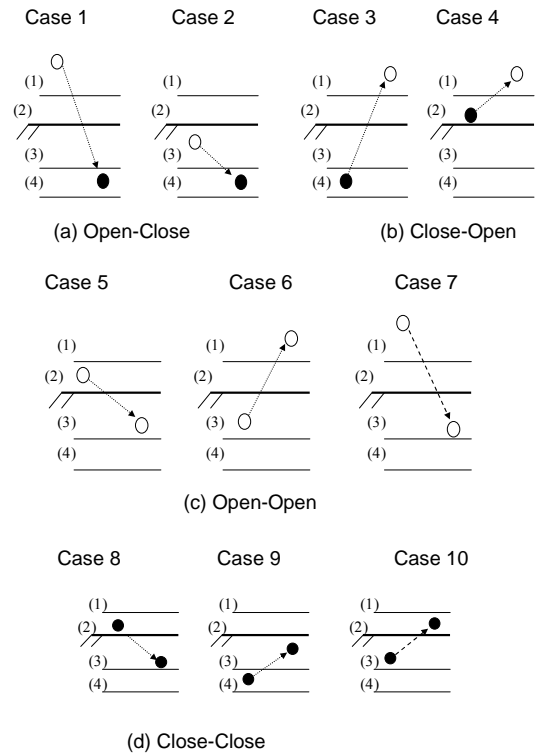 Case 1 Case 2 Case 3 Case 4
(1) (1) (1) (1)
(2) (2) (2) (2)
(3) (3) (3) (3)
(4) (4) (4) (4)
(a) Open-Close (b) Close-Open
Case 5 Case 6 Case 7
(1) (1) (1)
(2) (2) (2)
(3) (3) (3)
(4) (4) (4)
(c) Open-Open
Case 8 Case 9 Case 10
(1) (1) (1)
(2) (2) (2)
(3) (3) (3)
(4) (4) (4)
(d) Close-Close